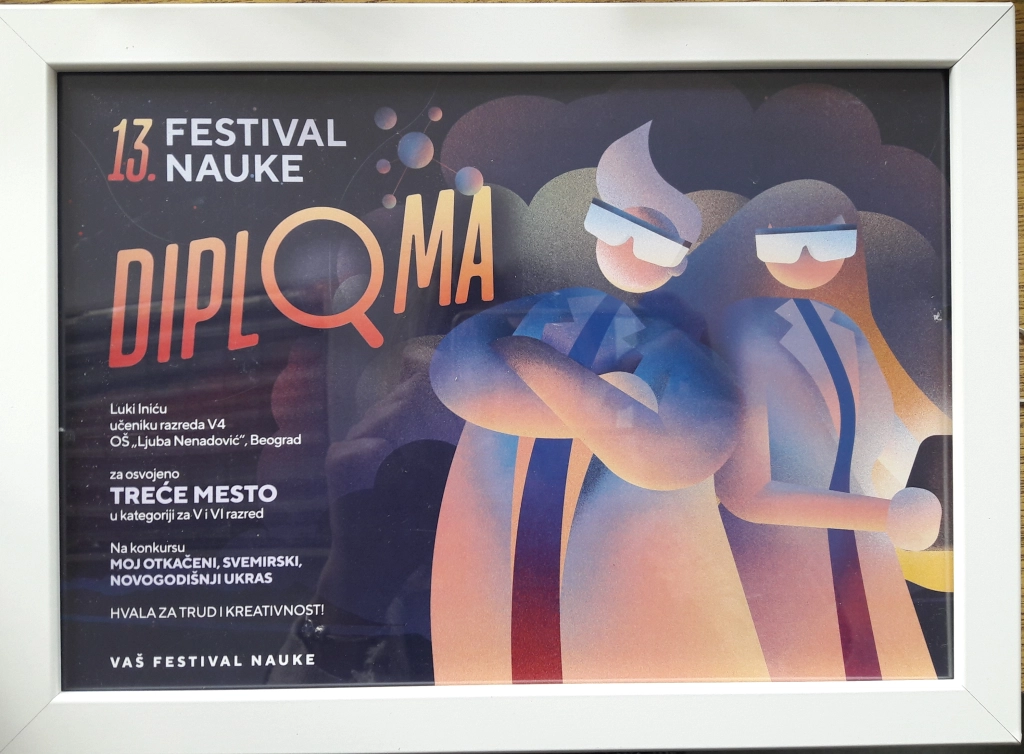 13. FESTIVAL
NAUKE
DIPLOMA
Luki Iniću
učeniku razreda V4
OŠ „Ljuba Nenadović“, Beograd
za osvojeno
TREĆE MESTO
u kategoriji za V i VI razred
Na konkursu
MOJ OTKAČENI, SVEMIRSKI,
NOVOGODIŠNJI UKRAS
HVALA ZA TRUD I KREATIVNOST!
VAŠ FESTIVAL NAUKE